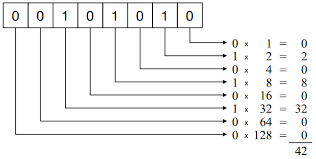 0 0 1 0 1 0 1 0
0 x 1 = 0
1 x 2 = 2
0 x 4 = 0
1 x 8 = 8
0 x 16 = 0
1 x 32 = 32
0 x 64 = 0
0 x 128 = 0
42